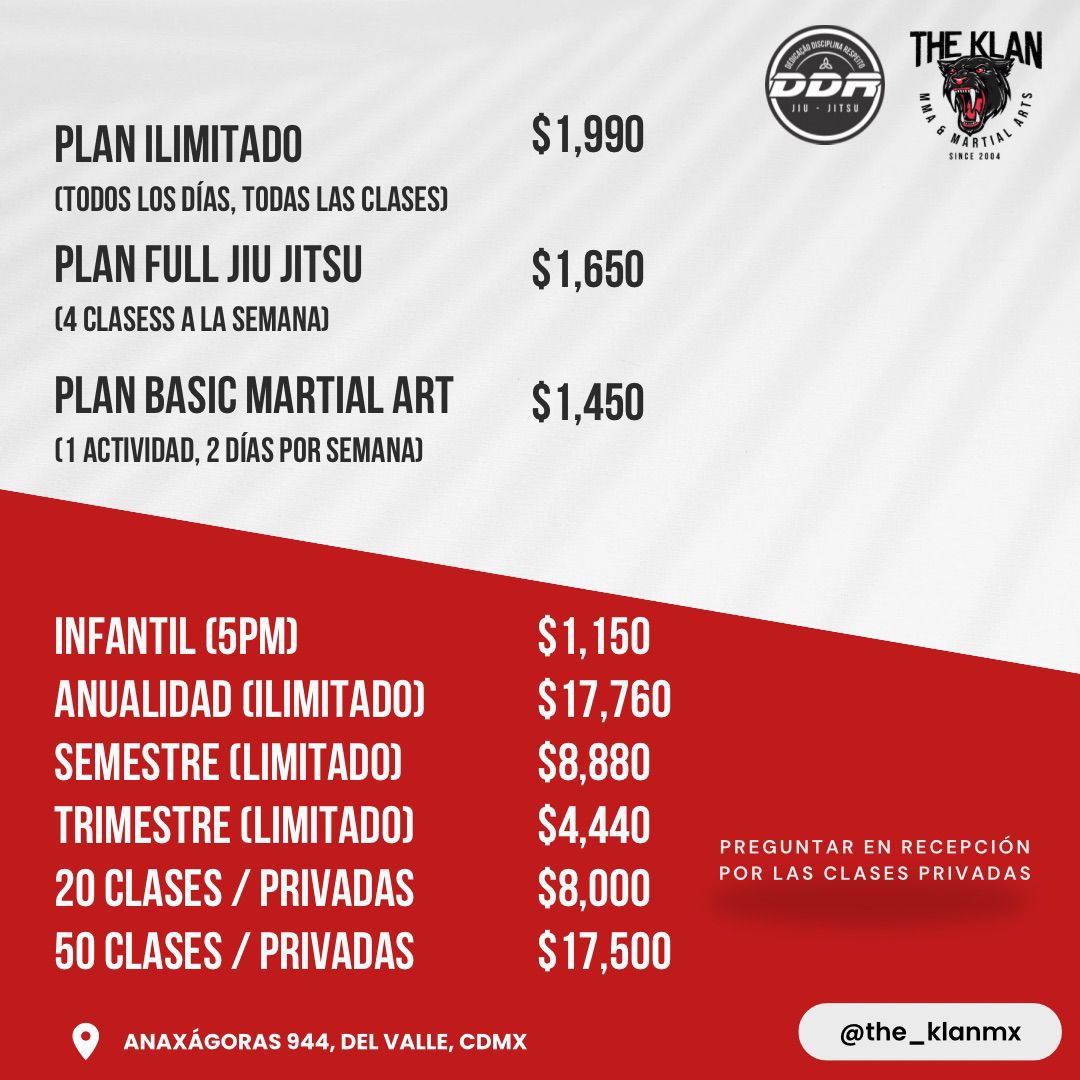 DEDICAÇÃO DISCIPLINA RESPEITO
DDR
JIU - JITSU
THE KLAN
MMA & MARTIAL ARTS
SINCE 2004
PLAN ILIMITADO $1,990
(TODOS LOS DÍAS, TODAS LAS CLASES)
PLAN FULL JIU JITSU $1,650
(4 CLASESS A LA SEMANA)
PLAN BASIC MARTIAL ART $1,450
(1 ACTIVIDAD, 2 DÍAS POR SEMANA)
INFANTIL (5PM) $1,150
ANUALIDAD (ILIMITADO) $17,760
SEMESTRE (LIMITADO) $8,880
TRIMESTRE (LIMITADO) $4,440
20 CLASES / PRIVADAS $8,000
50 CLASES / PRIVADAS $17,500
PREGUNTAR EN RECEPCIÓN
POR LAS CLASES PRIVADAS
ANAXÁGORAS 944, DEL VALLE, CDMX
@the_klanmx